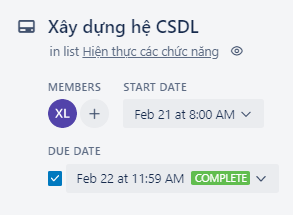 Xây dựng hệ CSDL
in list Hiện thực các chức năng
MEMBERS START DATE
XL + Feb 21 at 8:00 AM
DUE DATE
Feb 22 at 11:59 AM COMPLETE